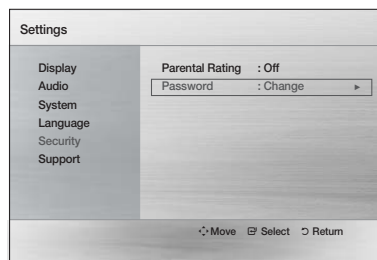 Settings
Display
Audio
System
Language
Security
Support
Parental Rating : Off
Password : Change ►
Move Select Return